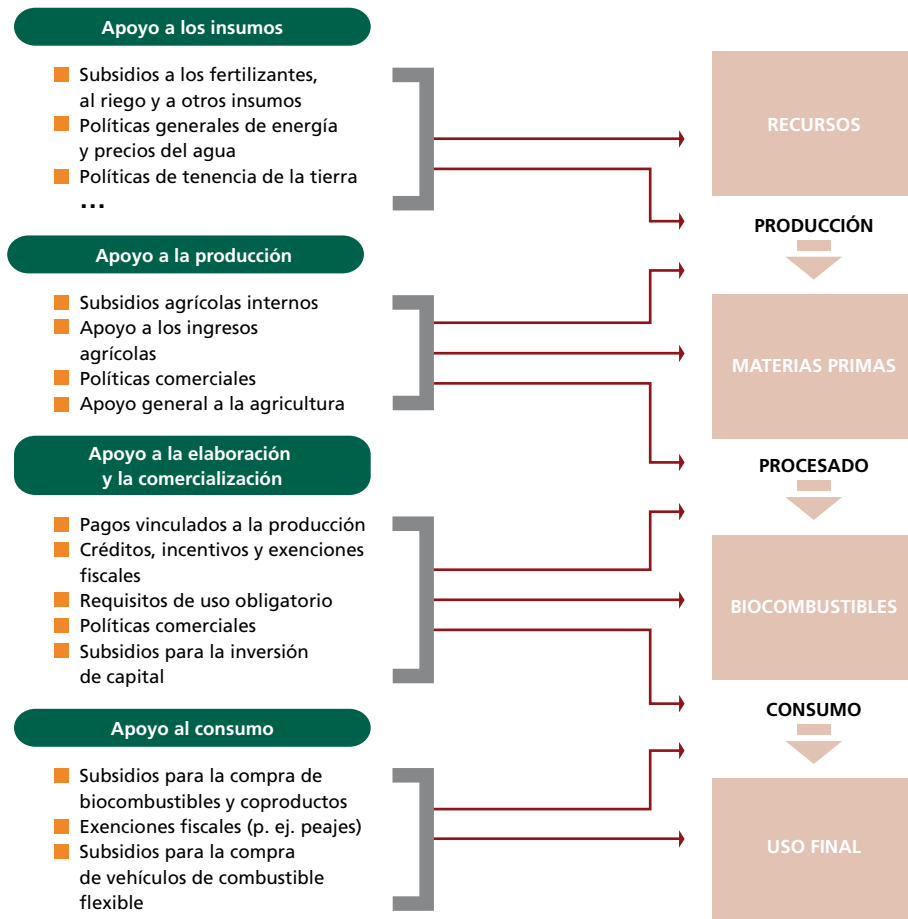 Apoyo a los insumos
Subsidios a los fertilizantes,
al riego y a otros insumos
Políticas generales de energía
y precios del agua
Políticas de tenencia de la tierra
...
Apoyo a la producción
Subsidios agrícolas internos
Apoyo a los ingresos
agrícolas
Políticas comerciales
Apoyo general a la agricultura
Apoyo a la elaboración
y la comercialización
Pagos vinculados a la producción
Créditos, incentivos y exenciones
fiscales
Requisitos de uso obligatorio
Políticas comerciales
Subsidios para la inversión
de capital
Apoyo al consumo
Subsidios para la compra de
biocombustibles y coproductos
Exenciones fiscales (p. ej. peajes)
Subsidios para la compra
de vehículos de combustible
flexible
RECURSOS
PRODUCCIÓN
MATERIAS PRIMAS
PROCESADO
BIOCOMBUSTIBLES
CONSUMO
USO FINAL